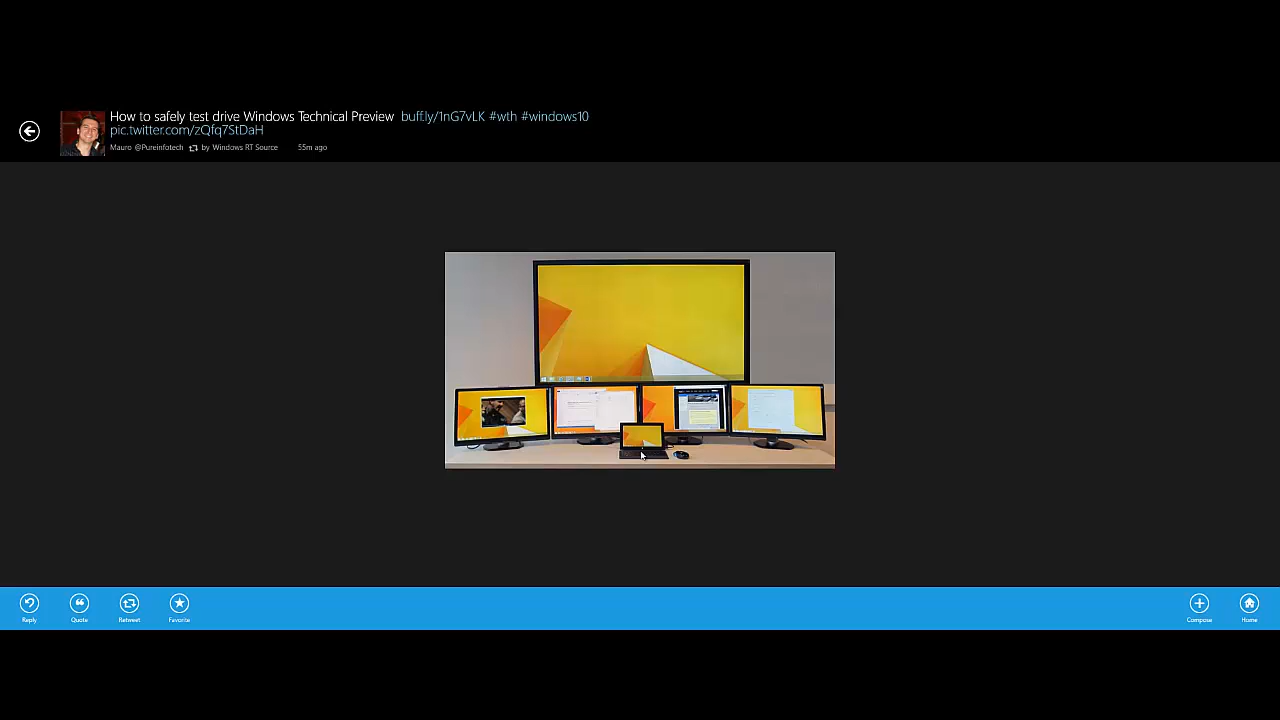 How to safely test drive Windows Technical Preview buff.ly/1nG7vLK #wth #windows10
pic.twitter.com/zQfq7StDaH
Mauro @Pureinfotech by Windows RT Source 55m ago
Reply Quote Retweet Favorite Compose Home